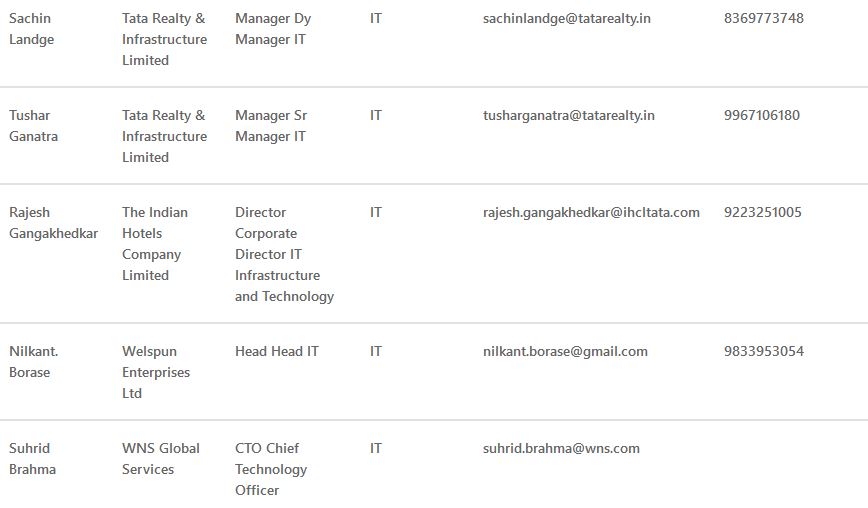 Sachin Tata Realty & Manager Dy IT sachinlandge@tatarealty.in 8369773748
Landge Infrastructure Manager IT
Limited
Tushar Tata Realty & Manager Sr IT tusharganatra@tatarealty.in 9967106180
Ganatra Infrastructure Manager IT
Limited
Rajesh The Indian Director IT rajesh.gangakhedkar@ihcltata.com 9223251005
Gangakhedkar Hotels Corporate
Company Director IT
Limited Infrastructure
and Technology
Nilkant. Welspun Head Head IT IT nilkant.borase@gmail.com 9833953054
Borase Enterprises
Ltd
Suhrid WNS Global CTO Chief IT suhrid.brahma@wns.com
Brahma Services Technology
Officer